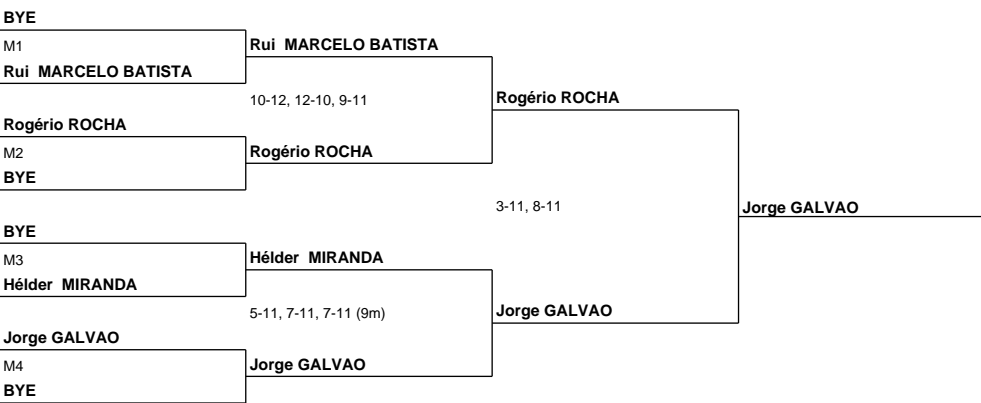 BYE
M1
Rui MARCELO BATISTA
Rui MARCELO BATISTA
10-12, 12-10, 9-11
Rogério ROCHA
Rogério ROCHA
M2
Rogério ROCHA
BYE
3-11, 8-11
Jorge GALVAO
BYE
M3
Hélder MIRANDA
Hélder MIRANDA
5-11, 7-11, 7-11 (9m)
Jorge GALVAO
Jorge GALVAO
M4
Jorge GALVAO
BYE